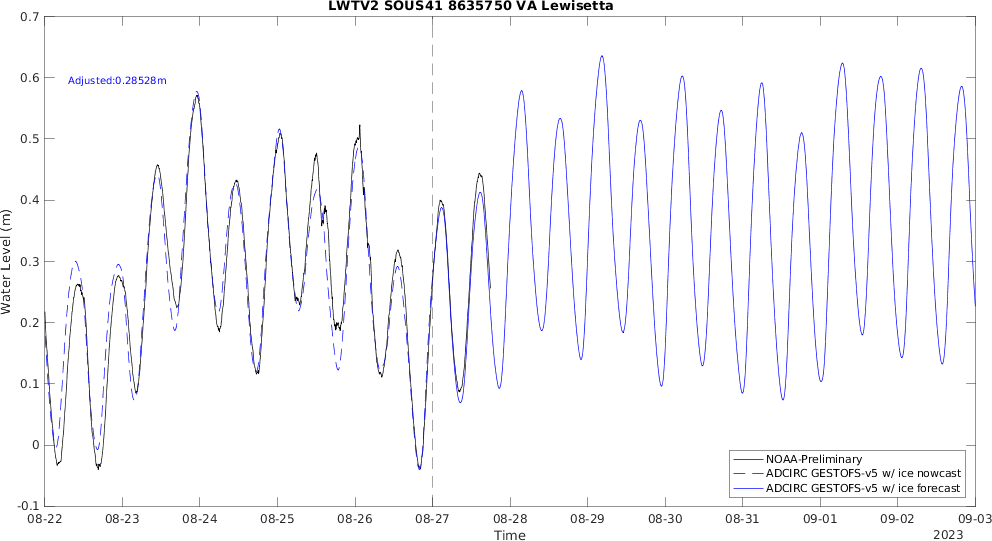 LWTV2 SOUS41 8635750 VA Lewisetta
0.7
0.6
0.5
0.4
0.3
0.2
0.1
0
-0.1
Water Level (m)
Adjusted:0.28528m
NOAA-Preliminary
ADCIRC GESTOFS-v5 w/ ice nowcast
ADCIRC GESTOFS-v5 w/ ice forecast
08-22 08-23 08-24 08-25 08-26 08-27 08-28 08-29 08-30 08-31 09-01 09-02 09-03
Time
2023